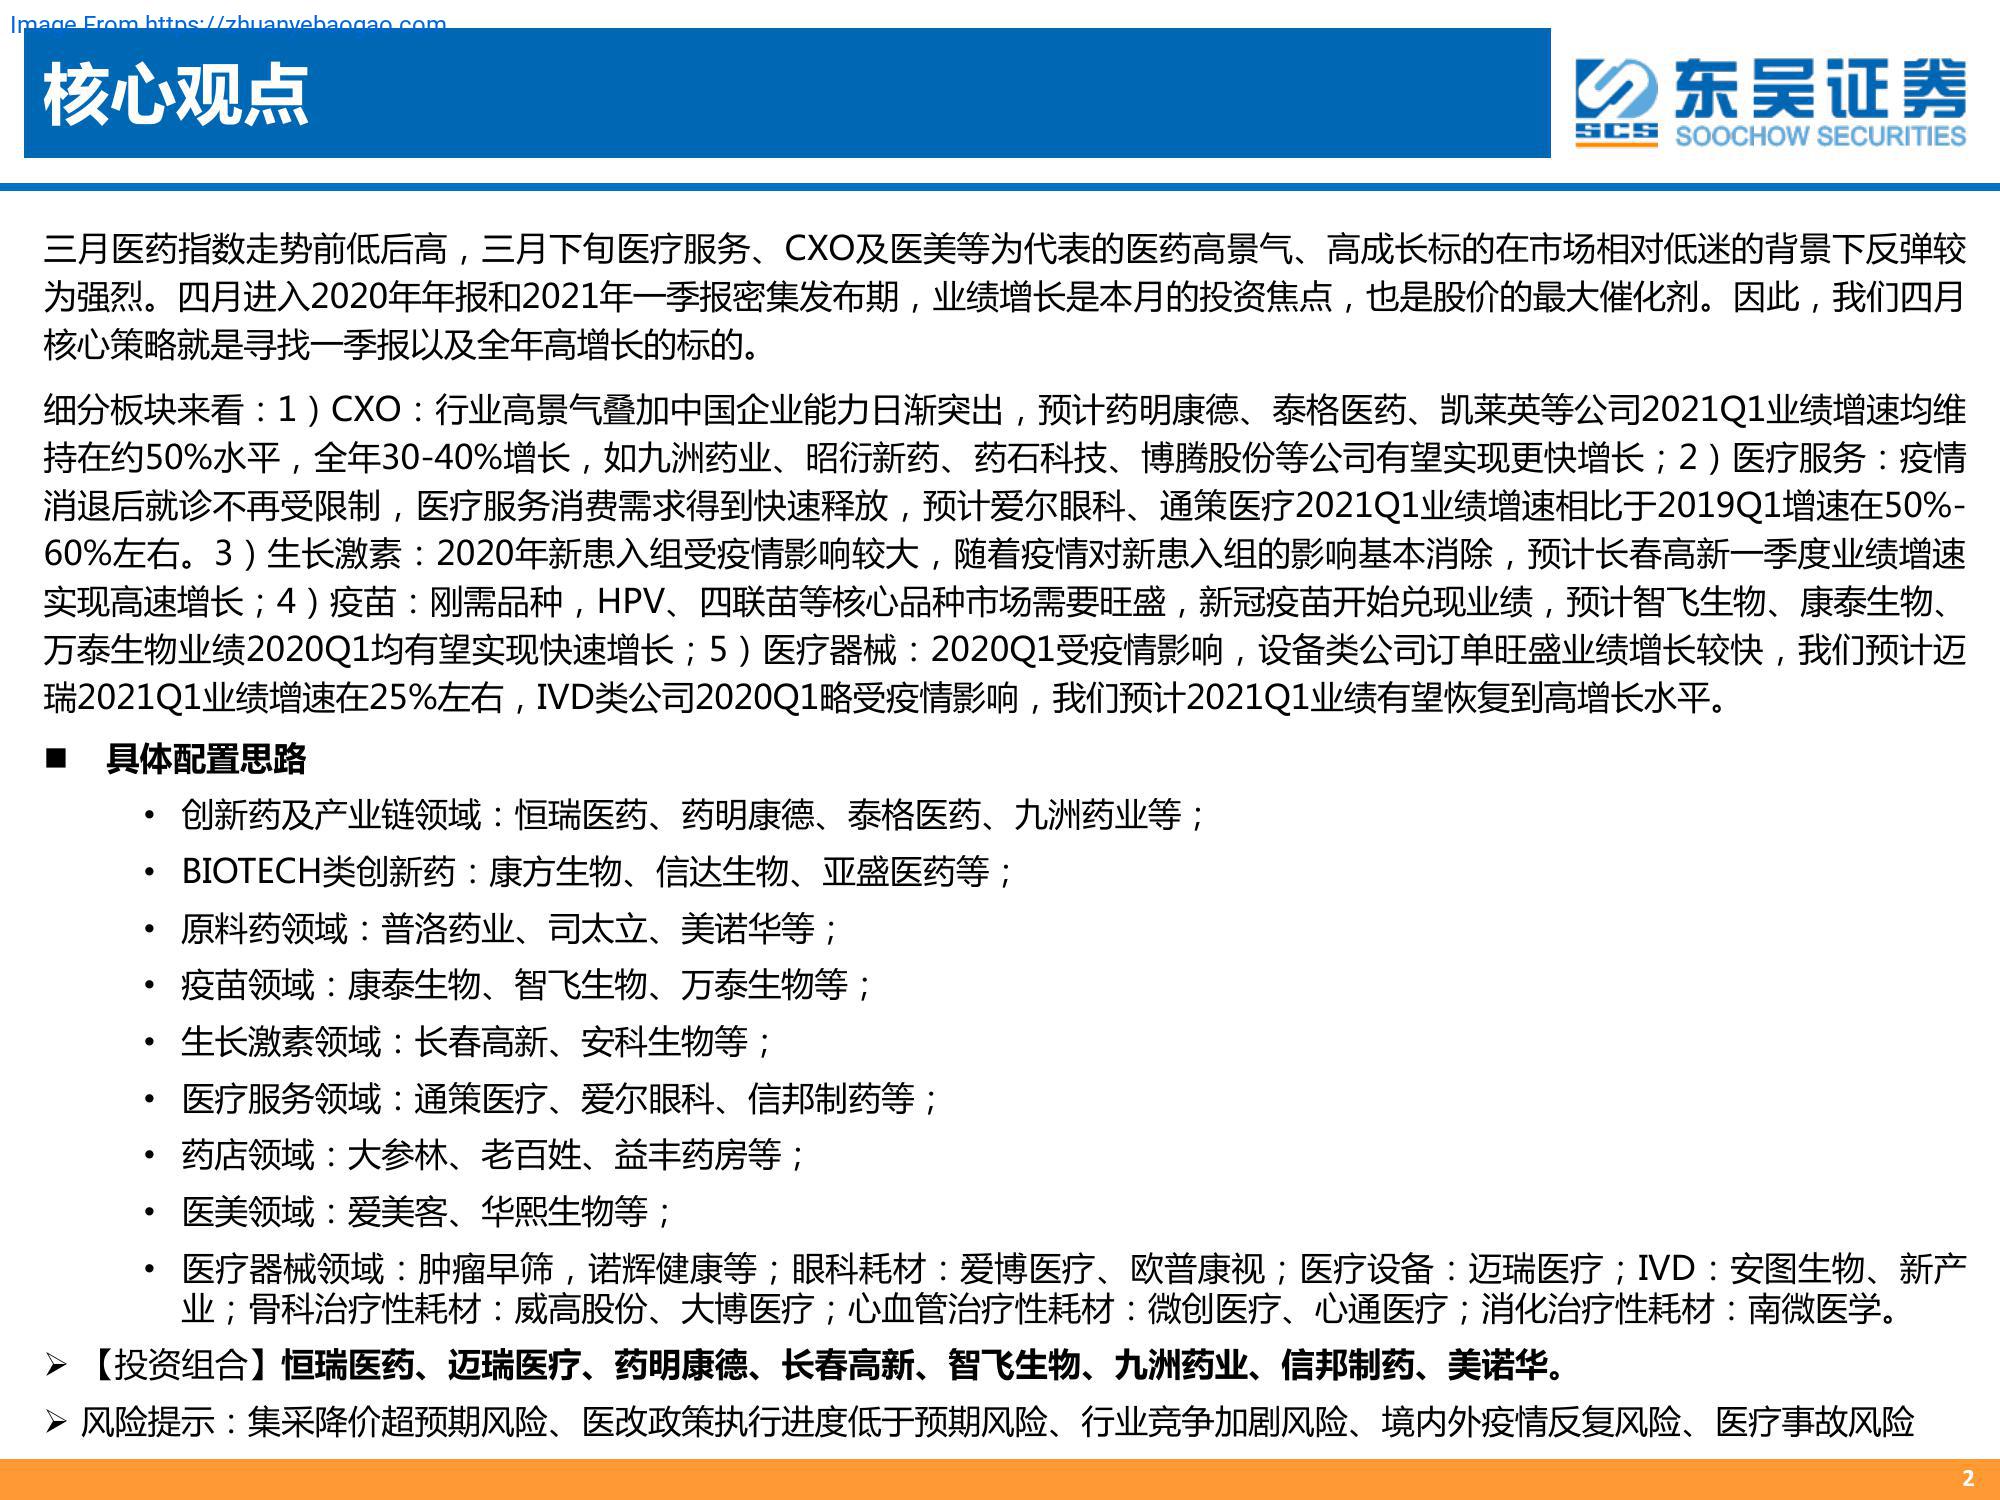 Image From https://zhuanyebaogao.com
核心观点
东吴证券
SCS
SOOCHOW SECURITIES
三月医药指数走势前低后高，三月下旬医疗服务、CXO及医美等为代表的医药高景气、高成长标的在市场相对低迷的背景下反弹较
为强烈。四月进入2020年年报和2021年一季报密集发布期，业绩增长是本月的投资焦点，也是股价的最大催化剂。因此，我们四月
核心策略就是寻找一季报以及全年高增长的标的。
细分板块来看：1）CXO：行业高景气叠加中国企业能力日渐突出，预计药明康德、泰格医药、凯莱英等公司2021Q1业绩增速均维
持在约50%水平，全年30-40%增长，如九洲药业、昭衍新药、药石科技、博腾股份等公司有望实现更快增长；2）医疗服务：疫情
消退后就诊不再受限制，医疗服务消费需求得到快速释放，预计爱尔眼科、通策医疗2021Q1业绩增速相比于2019Q1增速在50%-
60%左右。3）生长激素：2020年新患入组受疫情影响较大，随着疫情对新患入组的影响基本消除，预计长春高新一季度业绩增速
实现高速增长；4）疫苗：刚需品种，HPV、四联苗等核心品种市场需要旺盛，新冠疫苗开始兑现业绩，预计智飞生物、康泰生物、
万泰生物业绩2020Q1均有望实现快速增长；5）医疗器械：2020Q1受疫情影响，设备类公司订单旺盛业绩增长较快，我们预计迈
瑞2021Q1业绩增速在25%左右，IVD类公司2020Q1略受疫情影响，我们预计2021Q1业绩有望恢复到高增长水平。
■ 具体配置思路
• 创新药及产业链领域：恒瑞医药、药明康德、泰格医药、九洲药业等；
• BIOTECH类创新药：康方生物、信达生物、亚盛医药等；
• 原料药领域：普洛药业、司太立、美诺华等；
• 疫苗领域：康泰生物、智飞生物、万泰生物等；
• 生长激素领域：长春高新、安科生物等；
• 医疗服务领域：通策医疗、爱尔眼科、信邦制药等；
• 药店领域：大参林、老百姓、益丰药房等；
• 医美领域：爱美客、华熙生物等；
• 医疗器械领域：肿瘤早筛，诺辉健康等；眼科耗材：爱博医疗、欧普康视；医疗设备：迈瑞医疗；IVD：安图生物、新产
业；骨科治疗性耗材：威高股份、大博医疗；心血管治疗性耗材：微创医疗、心通医疗；消化治疗性耗材：南微医学。
➢ 【投资组合】恒瑞医药、迈瑞医疗、药明康德、长春高新、智飞生物、九洲药业、信邦制药、美诺华。
➢ 风险提示：集采降价超预期风险、医改政策执行进度低于预期风险、行业竞争加剧风险、境内外疫情反复风险、医疗事故风险
2